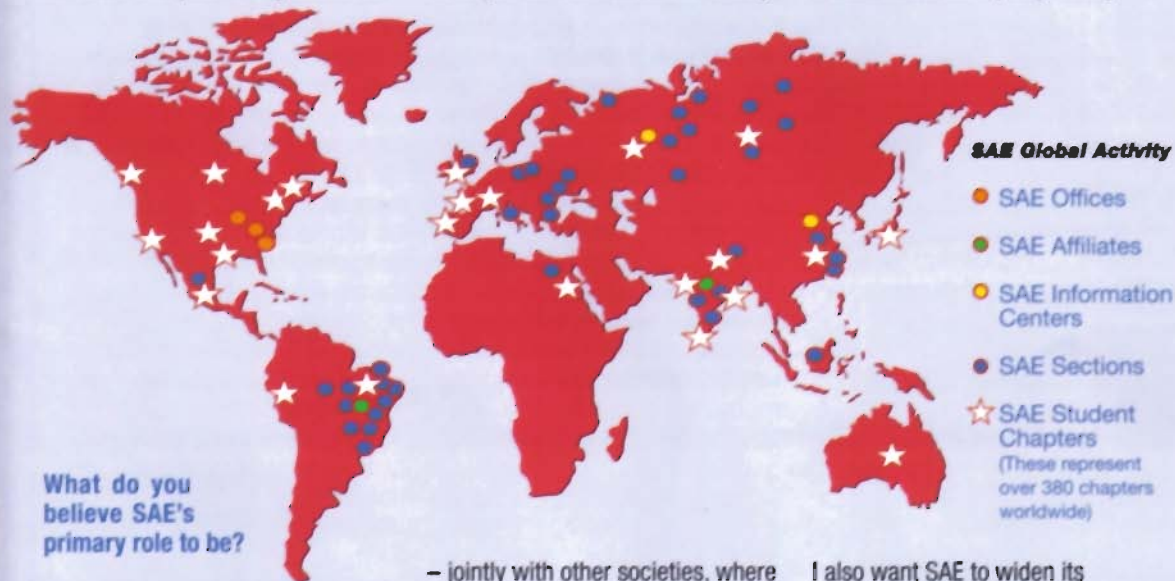 SAE Global Activity
SAE Offices
SAE Affiliates
SAE Information
Centers
SAE Sections
SAE Student
Chapters
(These represent
over 380 chapters
worldwide)
What do you
believe SAE's
primary role to be?
– jointly with other societies, where
I also want SAE to widen its